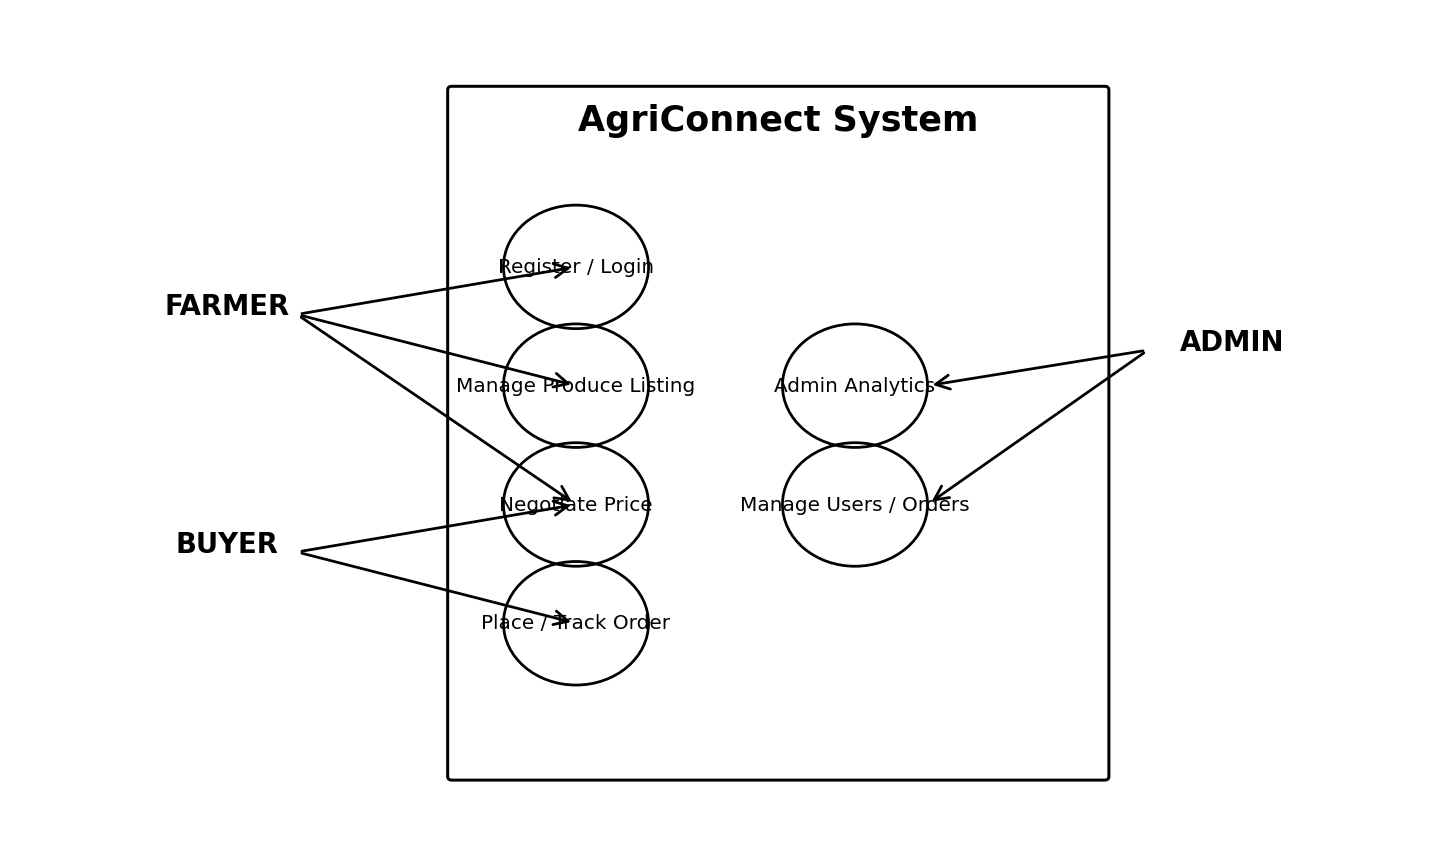 AgriConnect System
Register / Login
FARMER
ADMIN
Manage Produce Listing
Admin Analytics
Negotiate Price
Manage Users / Orders
BUYER
Place / Track Order